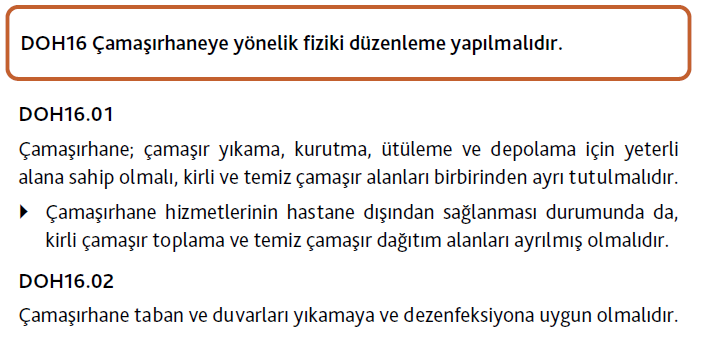 DOH16 Çamaşırhaneye yönelik fiziki düzenleme yapılmalıdır.
DOH16.01
Çamaşırhane; çamaşır yıkama, kurutma, ütüleme ve depolama için yeterli
alana sahip olmalı, kirli ve temiz çamaşır alanları birbirinden ayrı tutulmalıdır.
Çamaşırhane hizmetlerinin hastane dışından sağlanması durumunda da,
kirli çamaşır toplama ve temiz çamaşır dağıtım alanları ayrılmış olmalıdır.
DOH16.02
Çamaşırhane taban ve duvarları yıkamaya ve dezenfeksiyona uygun olmalıdır.